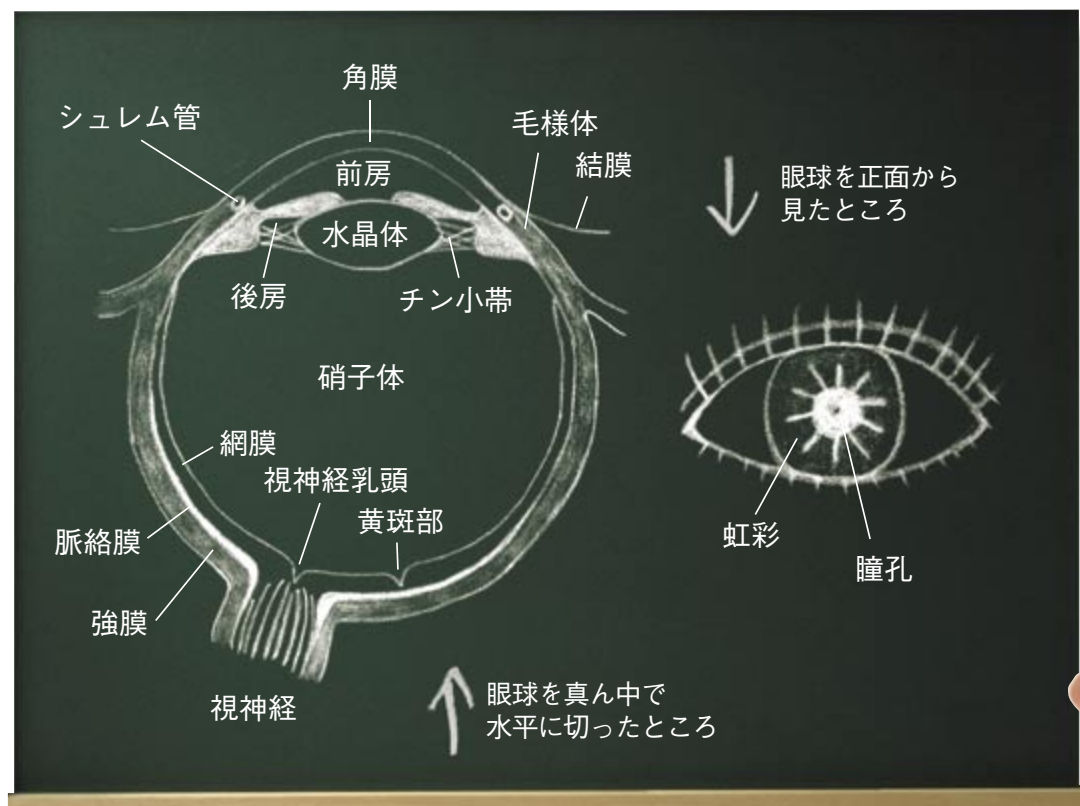 角膜
シュレム管
毛様体
結膜
前房
水晶体
後房
チン小帯
硝子体
網膜
視神経乳頭
黄斑部
脈絡膜
強膜
視神経
眼球を真ん中で
水平に切ったところ
眼球を正面から
見たところ
虹彩
瞳孔